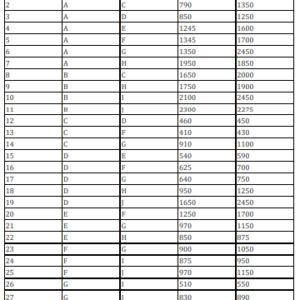 2 A C 790 1350
3 A D 850 1250
4 A E 1245 1600
5 A F 1345 1700
6 A G 1350 2450
7 A H 1950 1850
8 B C 1650 2000
9 B H 1750 1900
10 B I 2100 2450
11 B J 2300 2275
12 C D 460 450
13 C F 410 430
14 C G 910 1100
15 D E 540 590
16 D F 625 700
17 D G 640 750
18 D H 950 1250
19 D J 1650 2450
20 E F 1250 1700
21 E G 970 1150
22 E H 850 875
23 F G 900 1050
24 F I 875 950
25 F J 970 1150
26 G I 510 550
27 G J 830 890